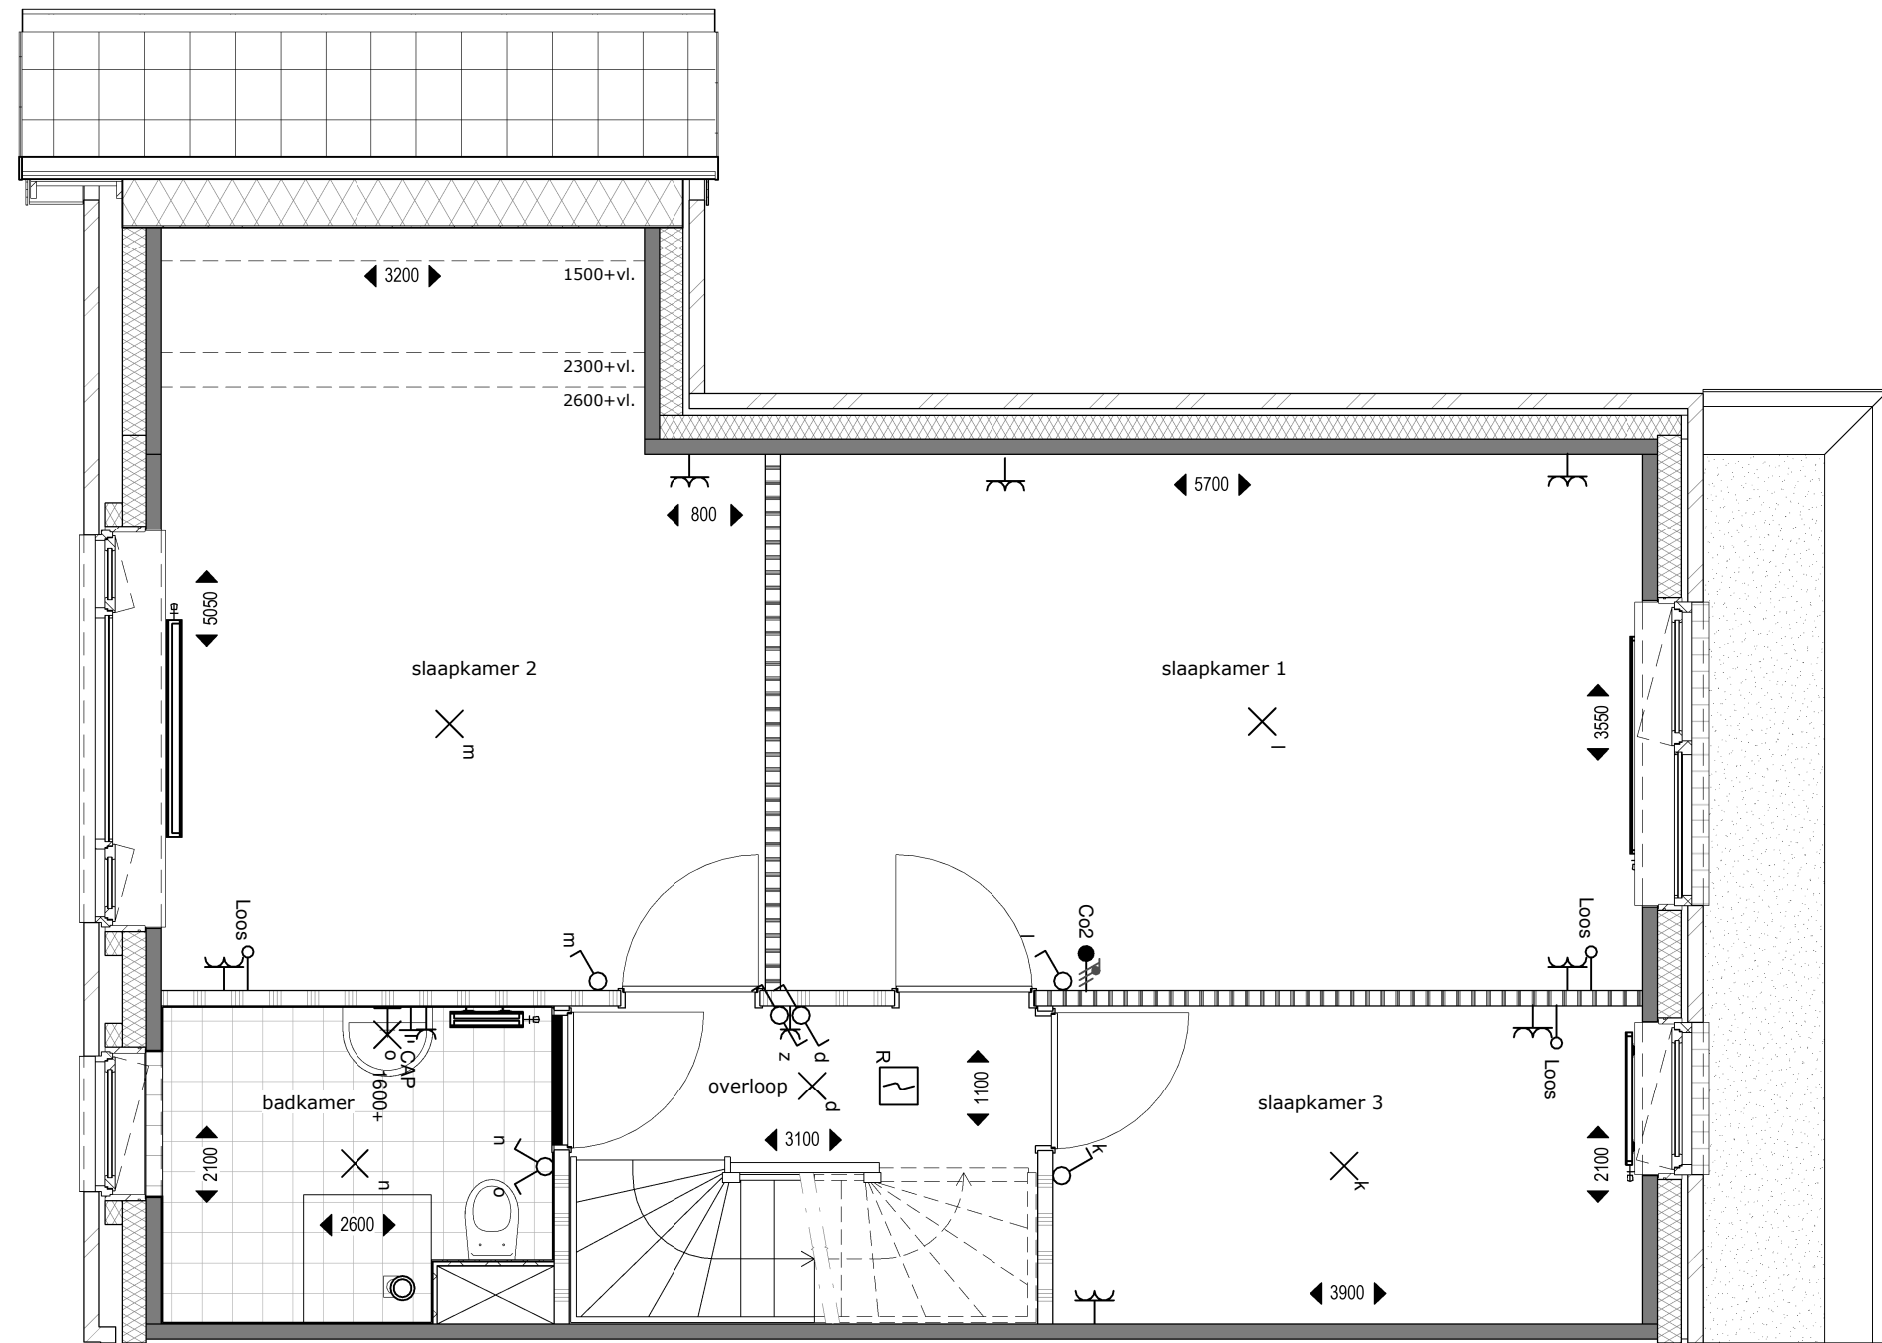 3200
1500+vl.
2300+vl.
2600+vl.
5700
800
5050
slaapkamer 2
slaapkamer 1
3550
m
l
Loos
m
l
Co2
Loos
o
CAP
1600+
z
d
R
1100
Loos
badkamer
overloop
d
slaapkamer 3
3100
n
k
2100
n
o
k
2100
2600
3900